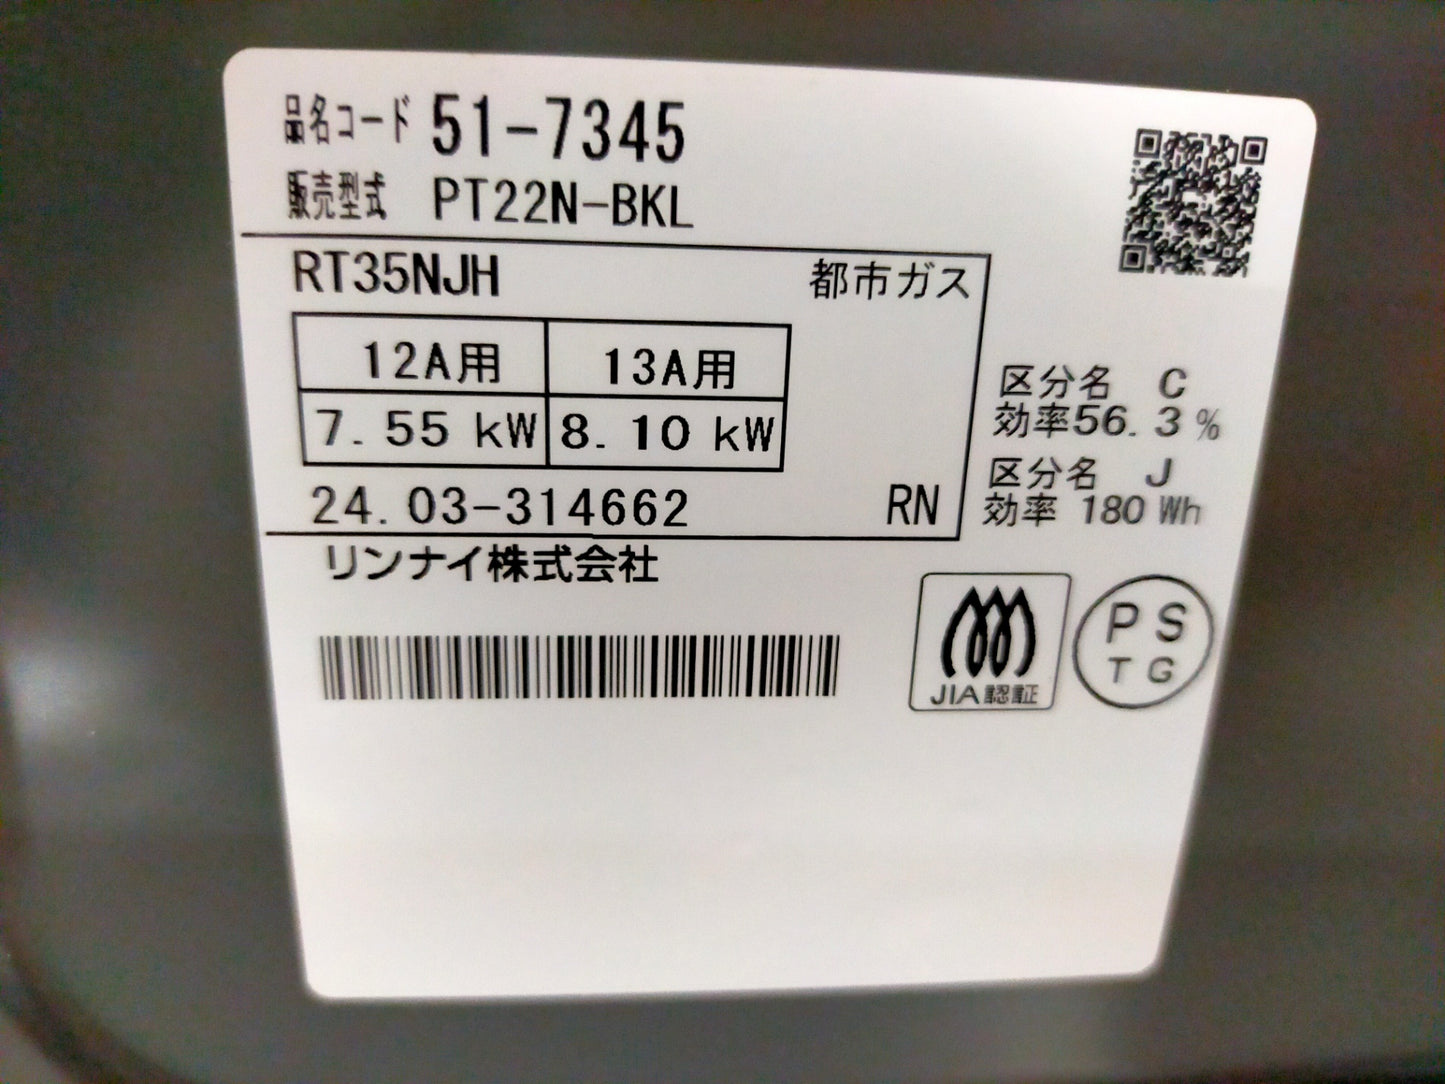 品名コード 51-7345
販売型式 PT22N-BKL
RT35NJH 都市ガス
12A用 13A用
7.55 kW 8.10 kW
24.03-314662 RN
リンナイ株式会社
区分名 C
効率56.3%
区分名 J
効率 180 Wh
JIA認証
PS
TG